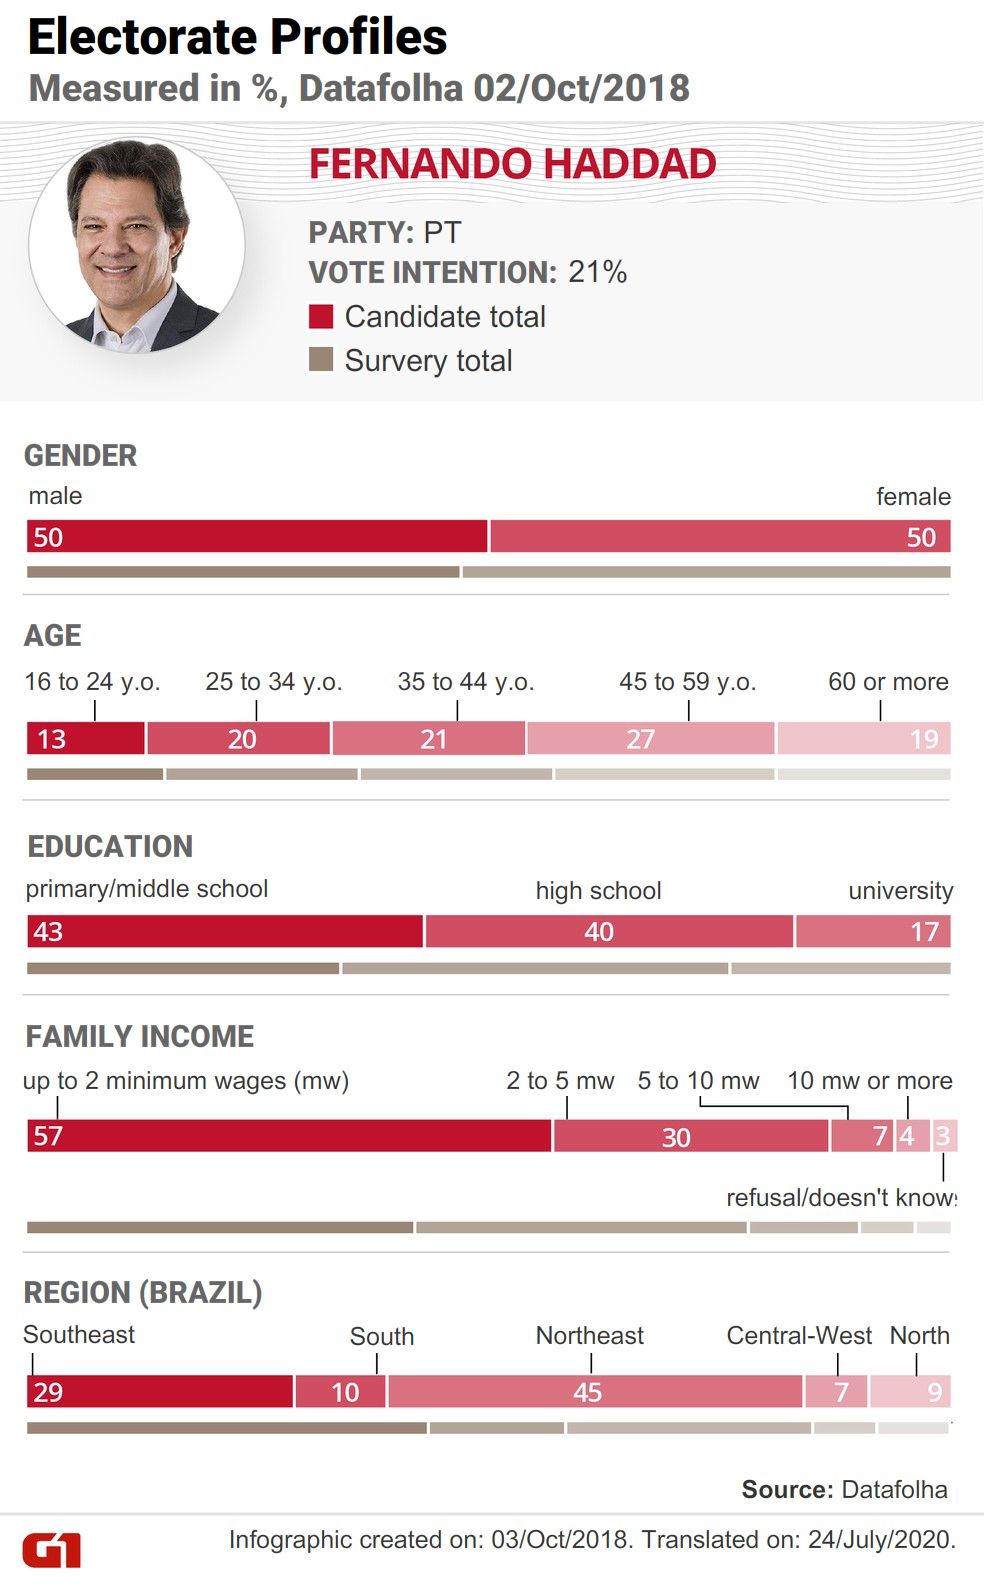 Electorate Profiles
Measured in %, Datafolha 02/Oct/2018
FERNANDO HADDAD
PARTY: PT
VOTE INTENTION: 21%
Candidate total
Survery total
GENDER
male female
50 50
AGE
16 to 24 y.o. 25 to 34 y.o. 35 to 44 y.o. 45 to 59 y.o. 60 or more
13 20 21 27 19
EDUCATION
primary/middle school high school university
43 40 17
FAMILY INCOME
up to 2 minimum wages (mw) 2 to 5 mw 5 to 10 mw 10 mw or more
57 30 7 4 3
refusal/doesn't know
REGION (BRAZIL)
Southeast South Northeast Central-West North
29 10 45 7 9
Source: Datafolha
G1 Infographic created on: 03/Oct/2018. Translated on: 24/July/2020.